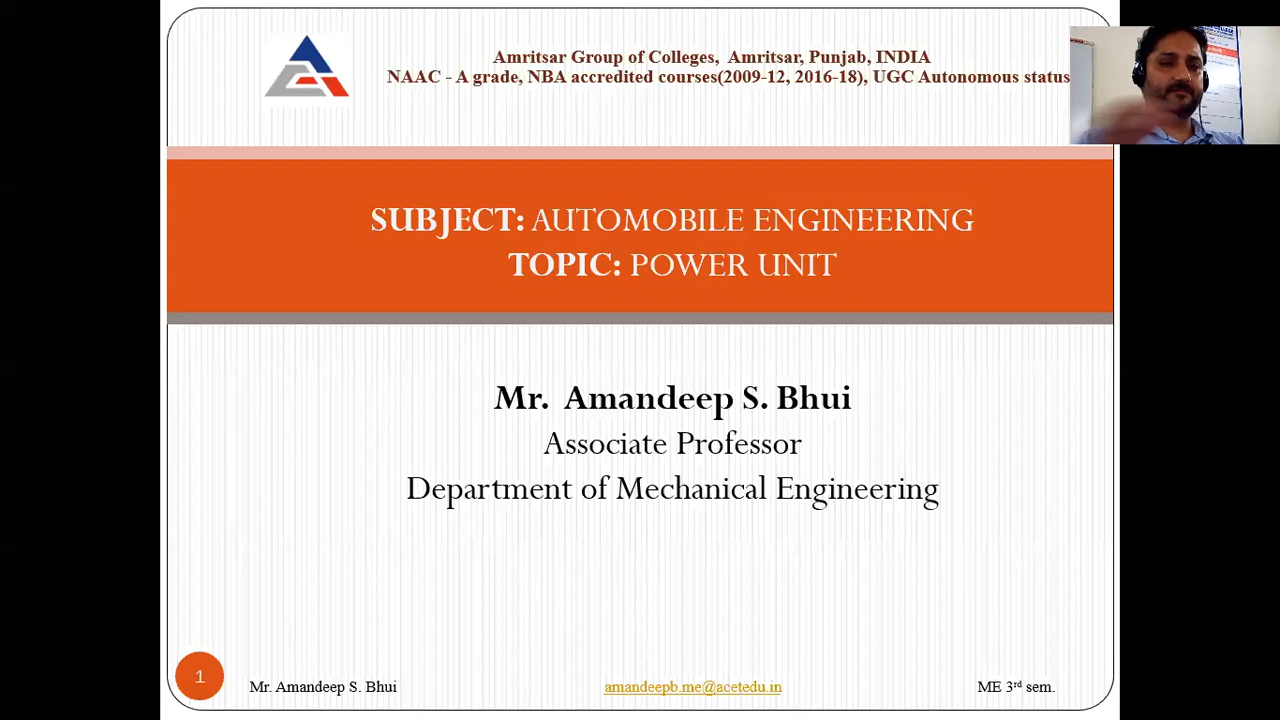 Amritsar Group of Colleges, Amritsar, Punjab, INDIA
NAAC - A grade, NBA accredited courses(2009-12, 2016-18), UGC Autonomous status
SUBJECT: AUTOMOBILE ENGINEERING
TOPIC: POWER UNIT
Mr. Amandeep S. Bhui
Associate Professor
Department of Mechanical Engineering
1
Mr. Amandeep S. Bhui
amandeepb.me@acetedu.in
ME 3rd sem.